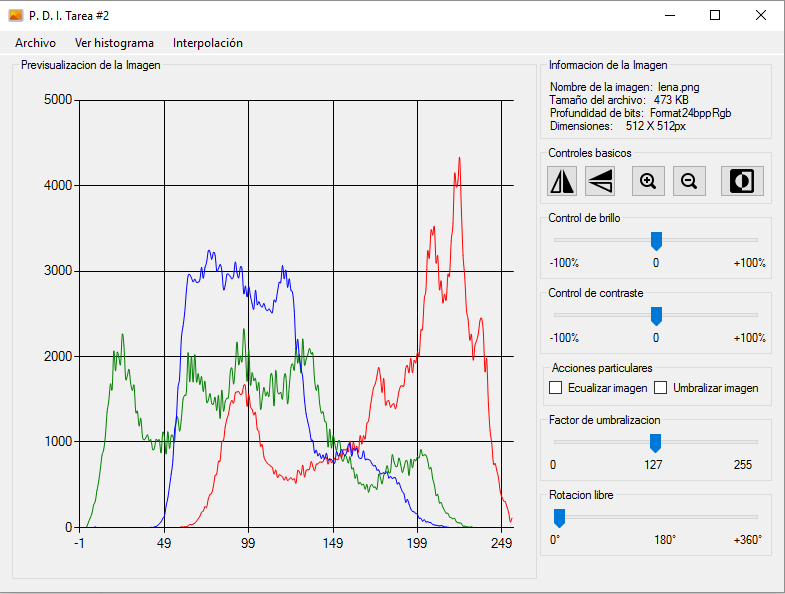 P. D. I. Tarea #2
Archivo Ver histograma Interpolación
Previsualizacion de la Imagen
5000
4000
3000
2000
1000
0
-1 49 99 149 199 249
Informacion de la Imagen
Nombre de la imagen: lena.png
Tamaño del archivo: 473 KB
Profundidad de bits: Format24bppRgb
Dimensiones: 512 X 512px
Controles basicos
Control de brillo
-100% 0 +100%
Control de contraste
-100% 0 +100%
Acciones particulares
Ecualizar imagen Umbralizar imagen
Factor de umbralizacion
0 127 255
Rotacion libre
0° 180° +360°